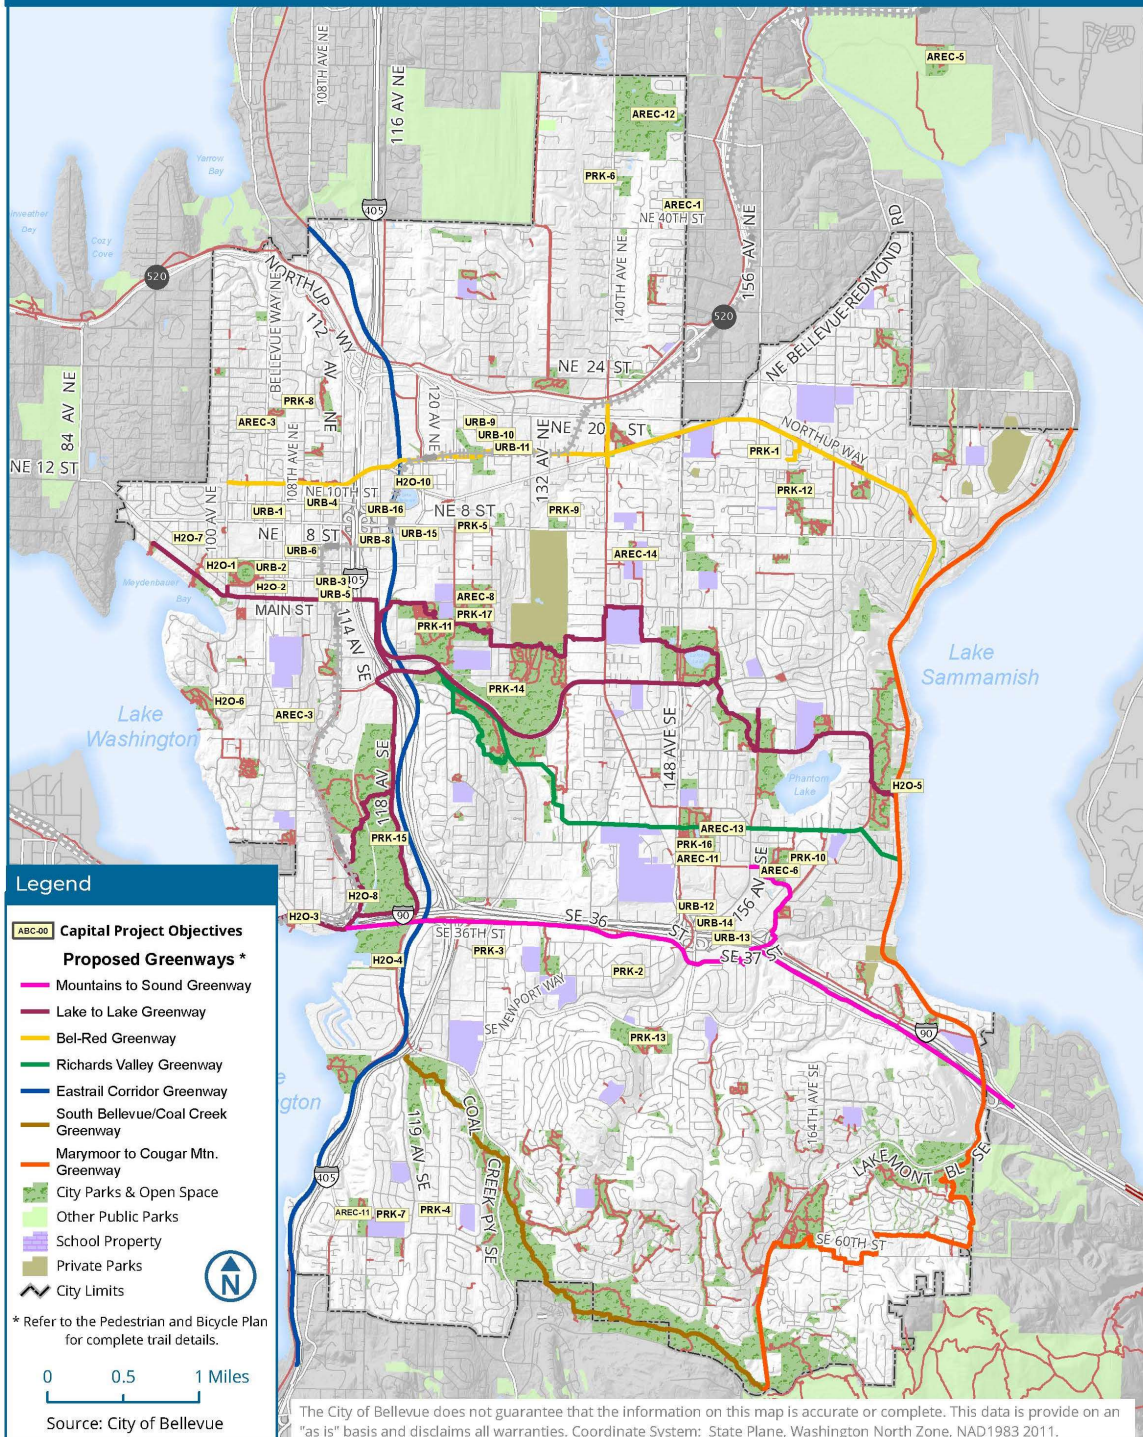 108TH AVE NE
116 AV NE
AREC-5
AREC-12
Yarrow
Bay
PRK-6
405
AREC-1
NE 40TH ST
Cozy
Cove
156 AV NE
NE BELLEVUE-REDMOND RD
520
NORTHUP WY
140TH AVE NE
520
112 AV NE
BELLEVUE WAY NE
NE 24 ST
84 AV NE
PRK-8
120 AV NE
AREC-3
URB-9
URB-10
URB-11
NE 20 ST
132 AV NE
NORTHUP WAY
PRK-1
NE 12 ST
108TH AVE NE
H2O-10
NE 10TH ST
PRK-12
100 AV NE
URB-4
URB-1
URB-16
NE 8 ST
PRK-9
NE 8 ST
URB-15
PRK-5
H2O-7
URB-8
URB-6
AREC-14
H2O-1
URB-2
URB-3
405
Meydenbauer
Bay
H2O-2
URB-5
AREC-8
MAIN ST
PRK-17
PRK-11
114 AV SE
Lake
Sammamish
PRK-14
H2O-6
AREC-3
Lake
Washington
148 AVE SE
118 AV SE
Phantom
Lake
H2O-5
AREC-13
PRK-15
PRK-16
AREC-11
PRK-10
AREC-6
156 AV SE
H2O-8
URB-12
H2O-3
90
SE 36 ST
URB-14
SE 36TH ST
URB-13
PRK-3
SE 37 ST
H2O-4
PRK-2
SE NEWPORT WAY
90
PRK-13
COAL CREEK PY SE
119 AV SE
164TH AVE SE
LAKEMONT BL SE
405
AREC-11
PRK-7
PRK-4
SE 60TH ST
Legend
ABC-00 Capital Project Objectives
Proposed Greenways *
Mountains to Sound Greenway
Lake to Lake Greenway
Bel-Red Greenway
Richards Valley Greenway
Eastrail Corridor Greenway
South Bellevue/Coal Creek
Greenway
Marymoor to Cougar Mtn.
Greenway
City Parks & Open Space
Other Public Parks
School Property
Private Parks
City Limits
N
* Refer to the Pedestrian and Bicycle Plan
for complete trail details.
0 0.5 1 Miles
Source: City of Bellevue
The City of Bellevue does not guarantee that the information on this map is accurate or complete. This data is provide on an
"as is" basis and disclaims all warranties. Coordinate System: State Plane, Washington North Zone, NAD1983 2011.